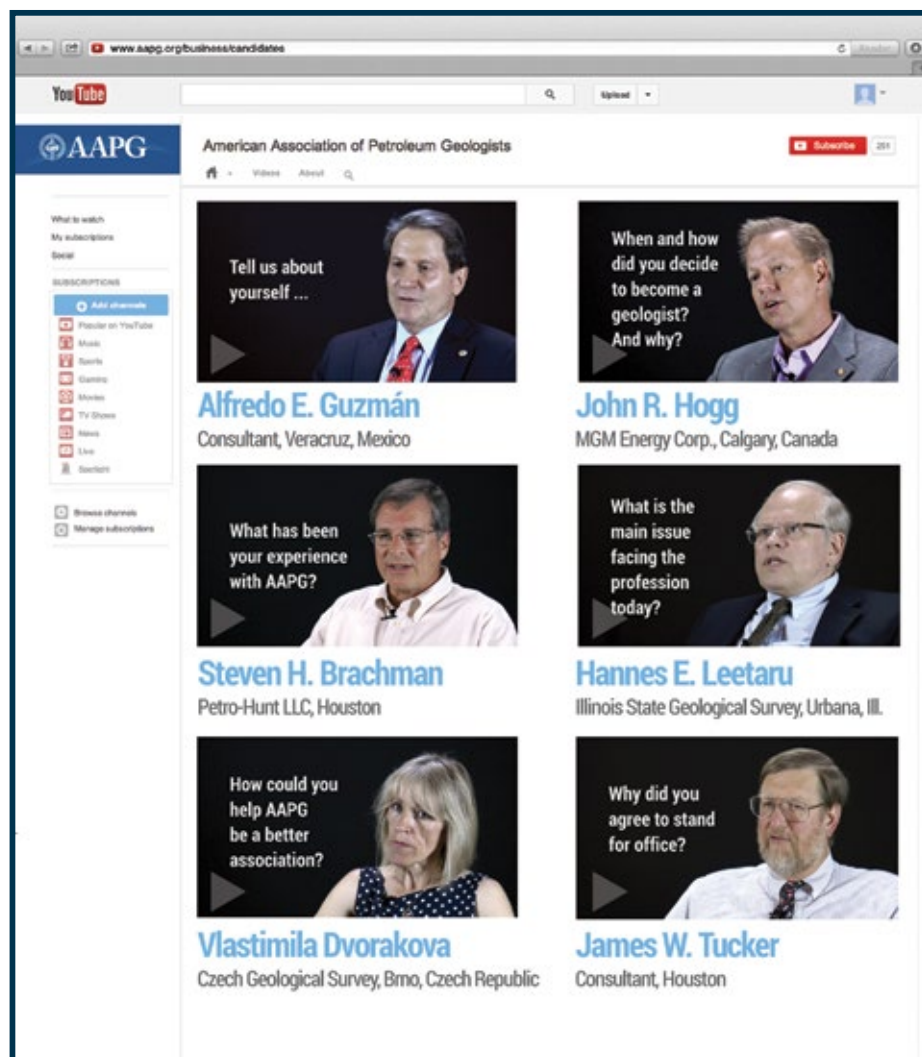 www.aapg.org/business/candidates
Reader
YouTube
Upload
AAPG
American Association of Petroleum Geologists
Subscribe 251
Videos About
What to watch
My subscriptions
Social
SUBSCRIPTIONS
Add channels
Popular on YouTube
Music
Sports
Gaming
Movies
TV Shows
News
Live
Spotlight
Browse channels
Manage subscriptions
Tell us about
yourself ...
Alfredo E. Guzmán
Consultant, Veracruz, Mexico
When and how
did you decide
to become a
geologist?
And why?
John R. Hogg
MGM Energy Corp., Calgary, Canada
What has been
your experience
with AAPG?
Steven H. Brachman
Petro-Hunt LLC, Houston
What is the
main issue
facing the
profession
today?
Hannes E. Leetaru
Illinois State Geological Survey, Urbana, Ill.
How could you
help AAPG
be a better
association?
Vlastimila Dvorakova
Czech Geological Survey, Brno, Czech Republic
Why did you
agree to stand
for office?
James W. Tucker
Consultant, Houston